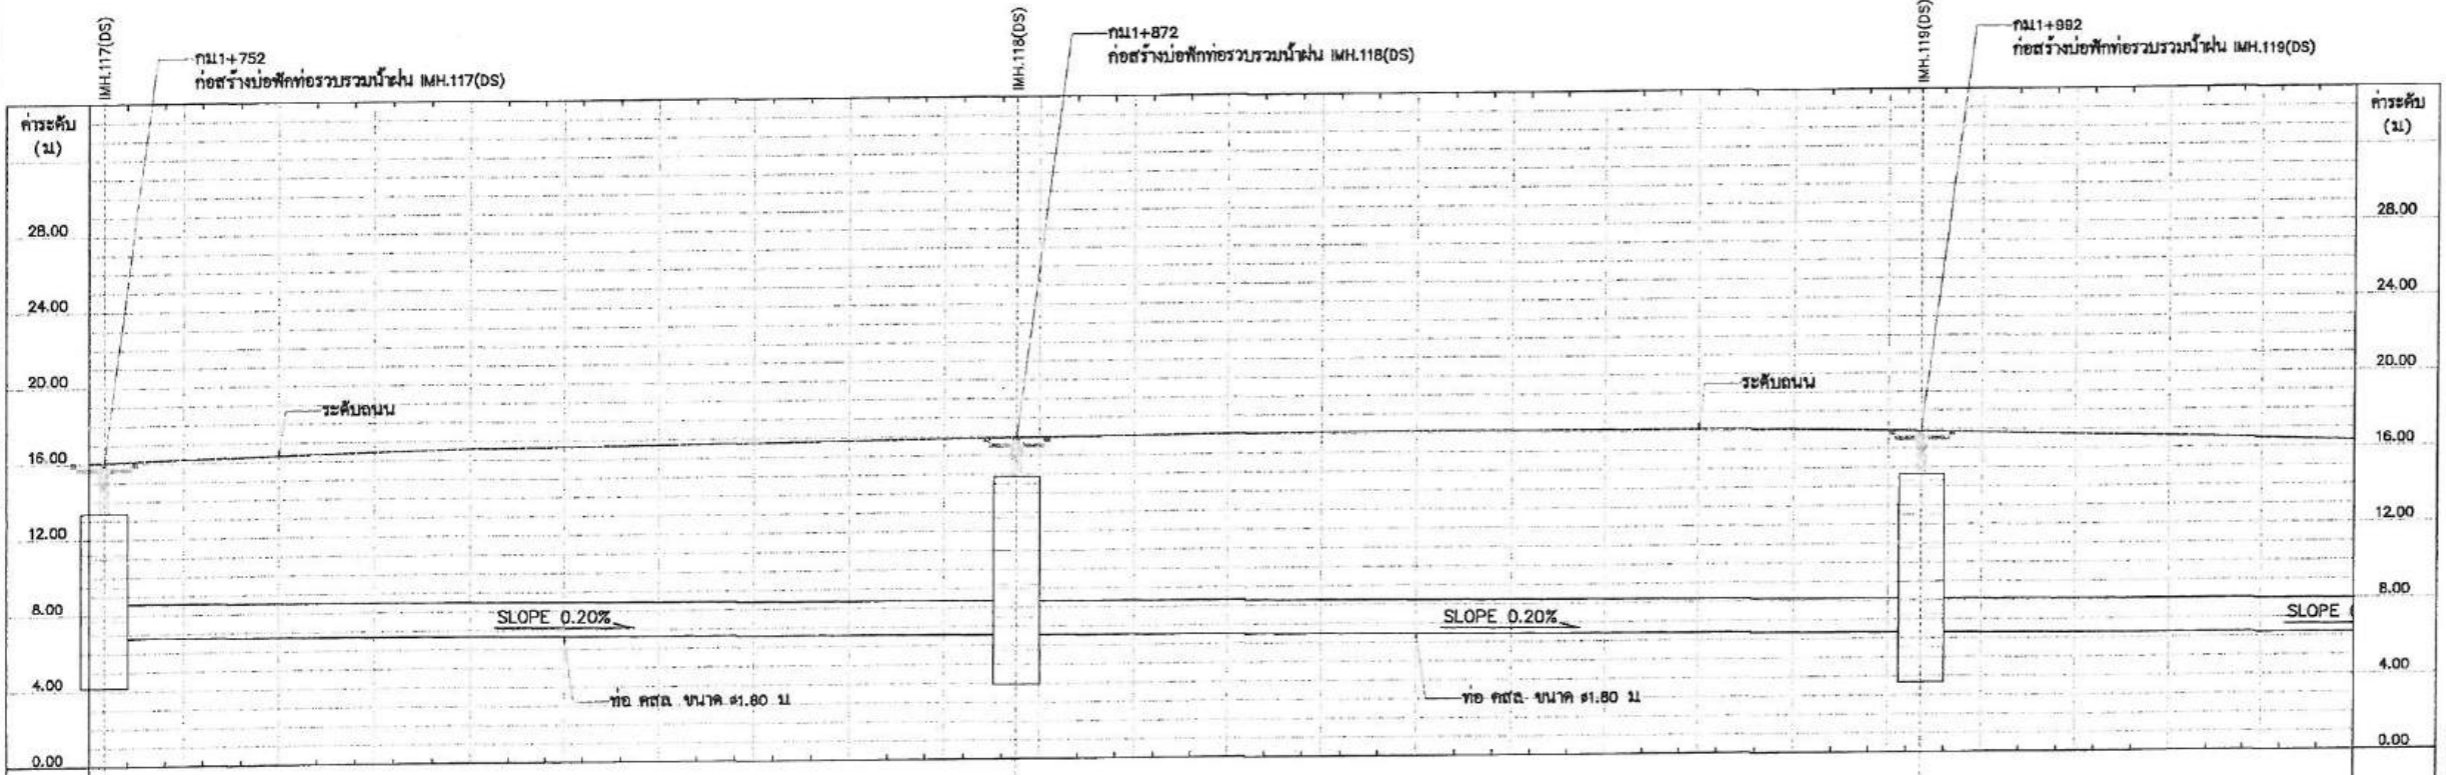 IMH.117(DS)
กม1+752
ก่อสร้างบ่อพักท่อรวบรวมน้ำฝน IMH.117(DS)
IMH.118(DS)
กม1+872
ก่อสร้างบ่อพักท่อรวบรวมน้ำฝน IMH.118(DS)
IMH.119(DS)
กม1+992
ก่อสร้างบ่อพักท่อรวบรวมน้ำฝน IMH.119(DS)
ค่าระดับ
(ม)
28.00
24.00
20.00
16.00
12.00
8.00
4.00
0.00
ระดับถนน
ระดับถนน
SLOPE 0.20%
SLOPE 0.20%
SLOPE
ท่อ คสล. ขนาด ø1.80 ม
ท่อ คสล. ขนาด ø1.80 ม
ค่าระดับ
(ม)
28.00
24.00
20.00
16.00
12.00
8.00
4.00
0.00